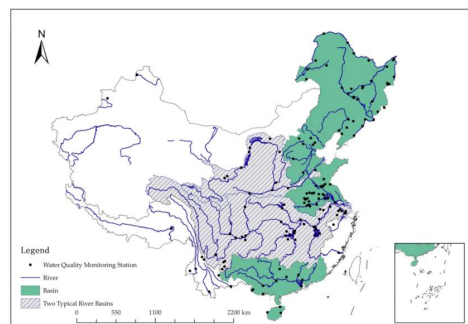 N
Legend
Water Quality Monitoring Station
River
Basin
Two Typical River Basins
0 550 1100 2200 km